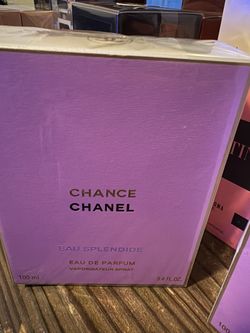 CHANCE
CHANEL
EAU SPLENDIDE
EAU DE PARFUM
VAPORISATEUR SPRAY
100 ml
3.4 FL.OZ